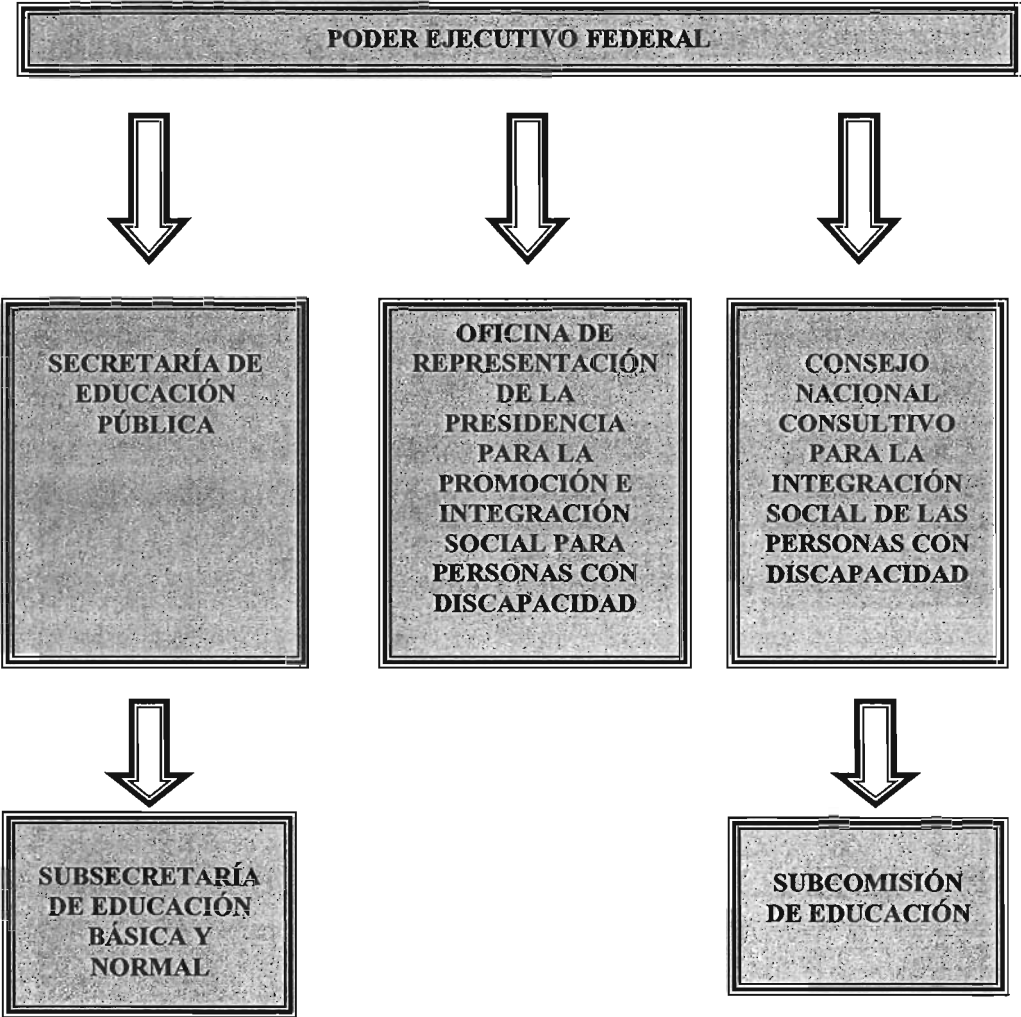 PODER EJECUTIVO FEDERAL
SECRETARÍA DE
EDUCACIÓN
PÚBLICA
OFICINA DE
REPRESENTACIÓN
DE LA
PRESIDENCIA
PARA LA
PROMOCIÓN E
INTEGRACIÓN
SOCIAL PARA
PERSONAS CON
DISCAPACIDAD
CONSEJO
NACIONAL
CONSULTIVO
PARA LA
INTEGRACIÓN
SOCIAL DE LAS
PERSONAS CON
DISCAPACIDAD
SUBSECRETARÍA
DE EDUCACIÓN
BÁSICA Y
NORMAL
SUBCOMISIÓN
DE EDUCACIÓN